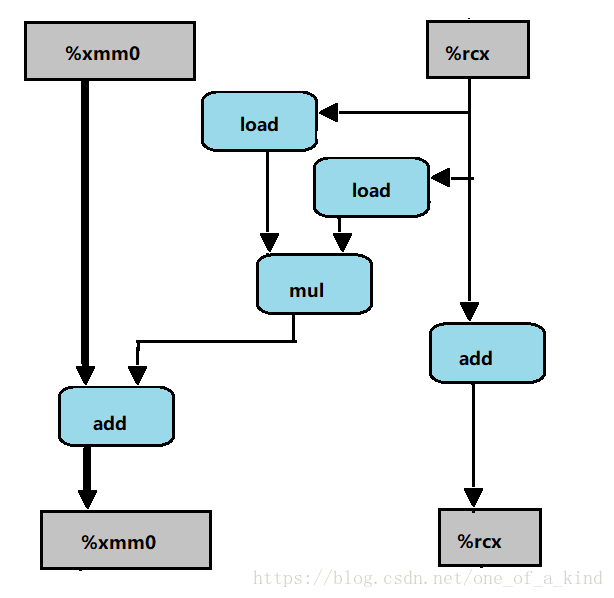 %xmm0
%rcx
load
load
mul
add
add
%xmm0
%rcx
https://blog.csdn.net/one_of_a_kind